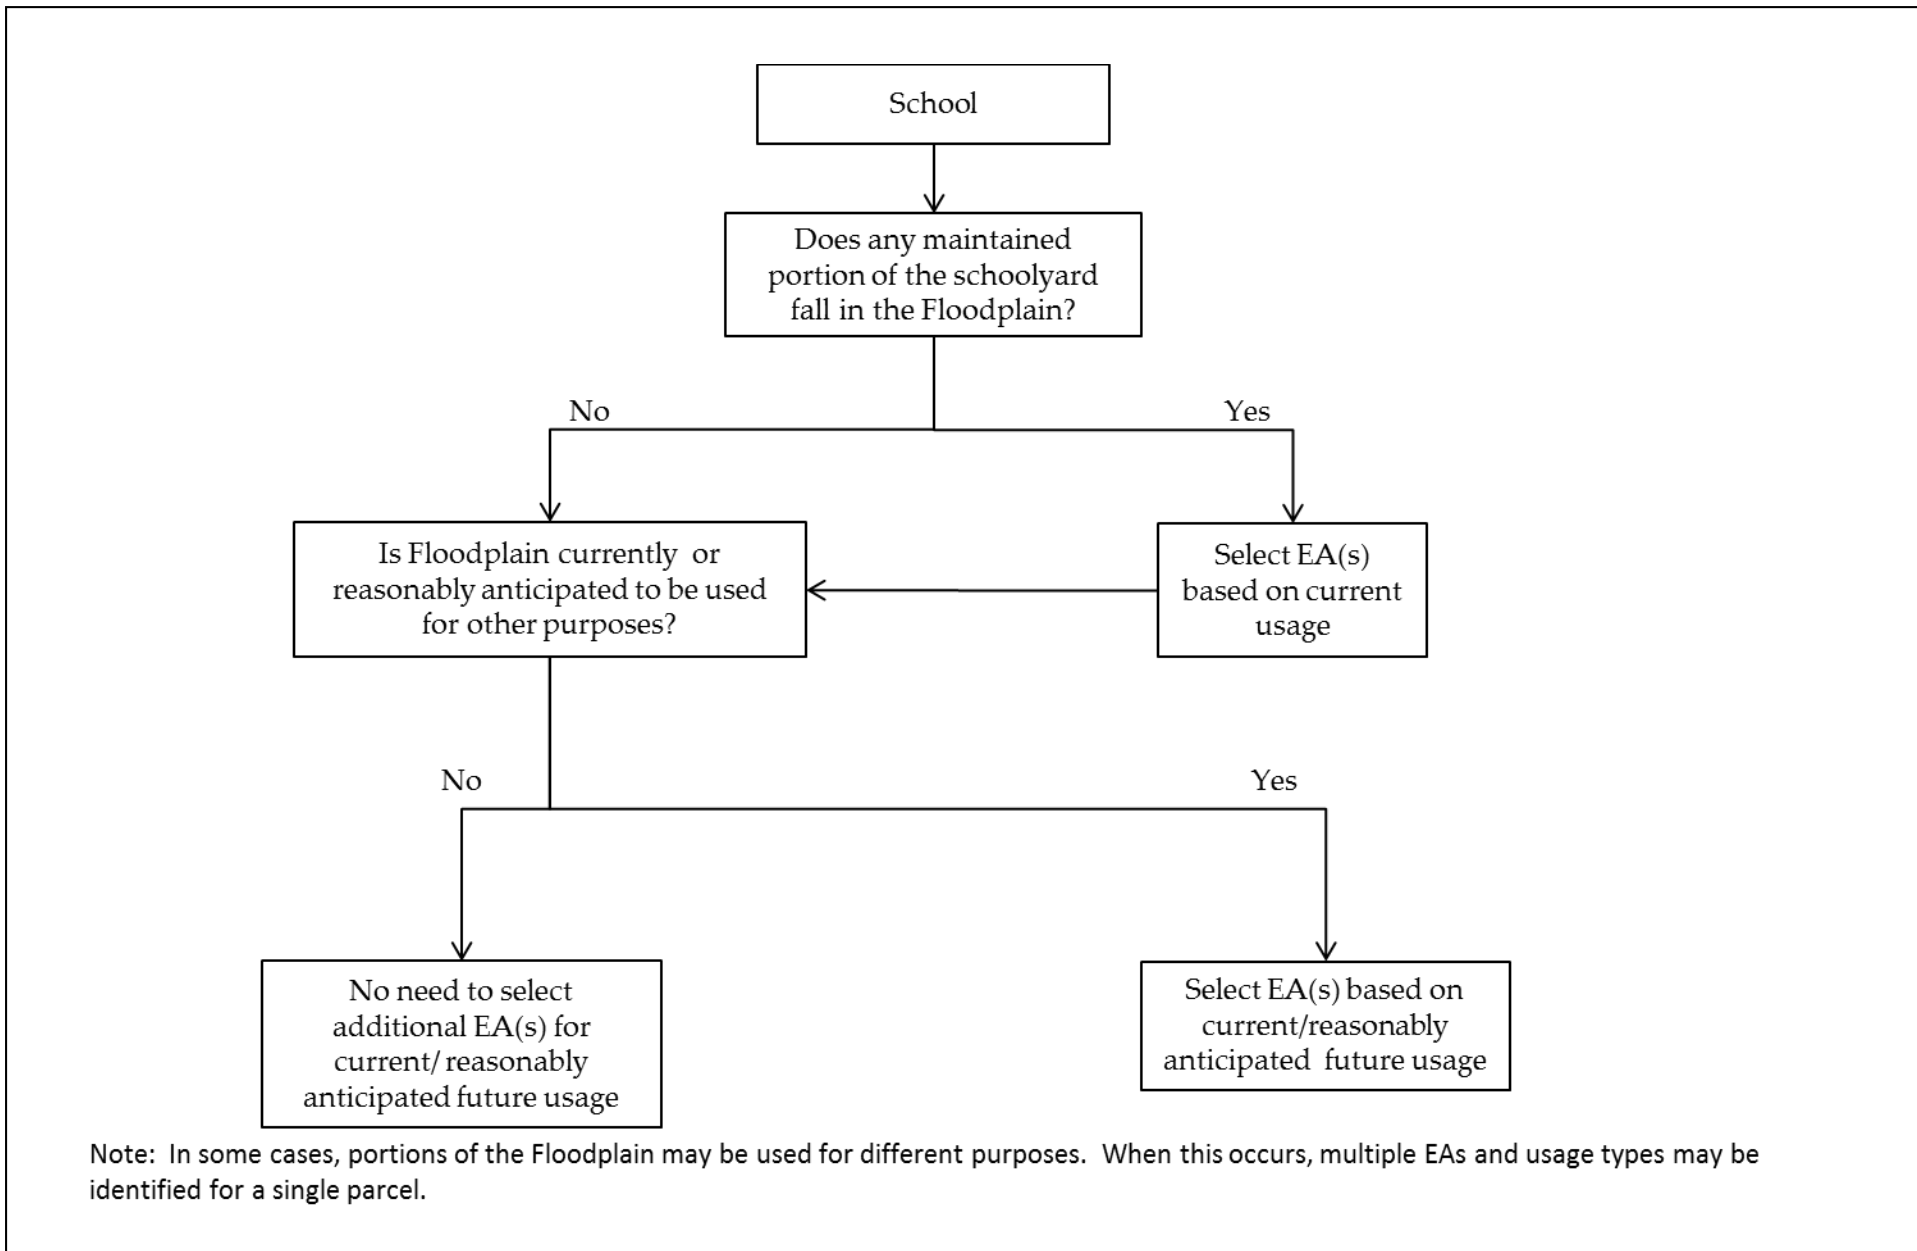 School
Does any maintained
portion of the schoolyard
fall in the Floodplain?
No
Yes
Is Floodplain currently or
reasonably anticipated to be used
for other purposes?
Select EA(s)
based on current
usage
No
Yes
No need to select
additional EA(s) for
current/ reasonably
anticipated future usage
Select EA(s) based on
current/reasonably
anticipated future usage
Note: In some cases, portions of the Floodplain may be used for different purposes. When this occurs, multiple EAs and usage types may be
identified for a single parcel.